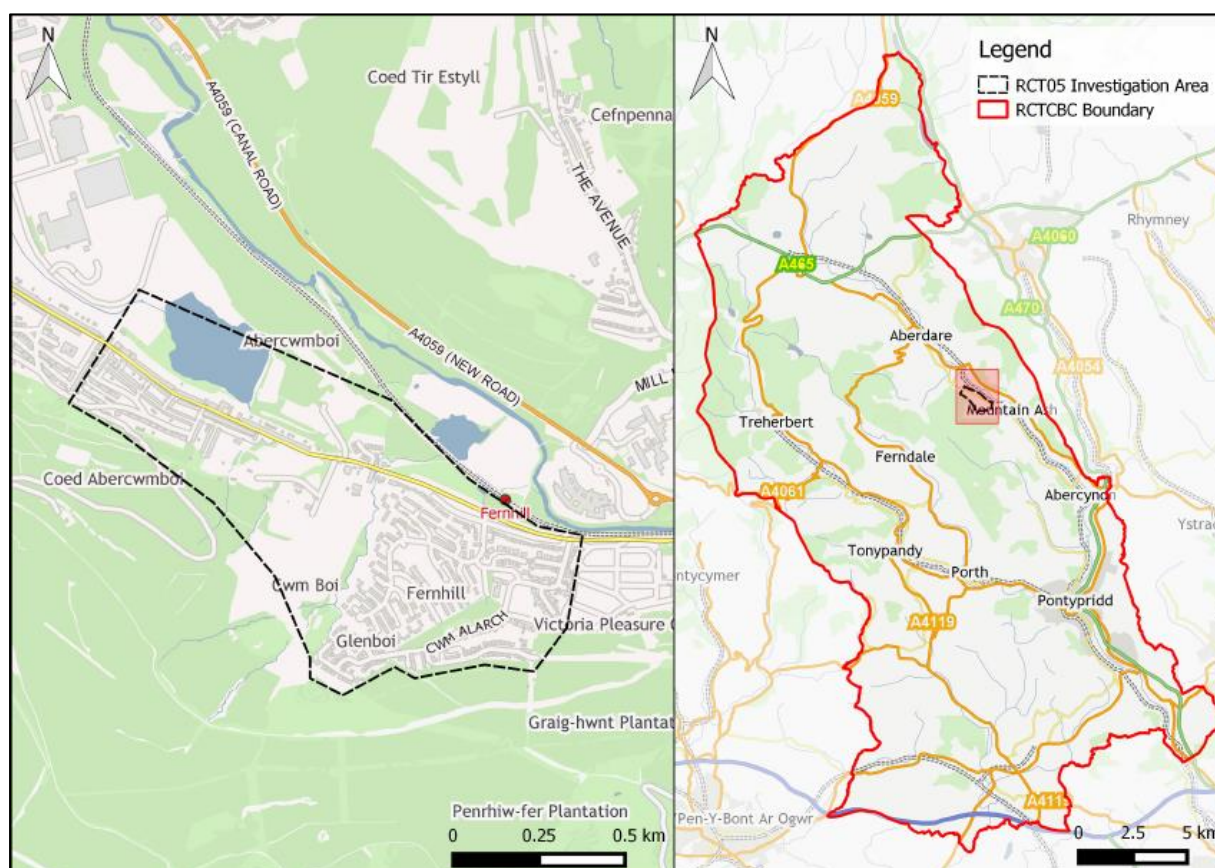 N
Coed Tir Estyll
Cefnpenna
A4059 (CANAL ROAD)
THE AVENUE
Abercwmboi
A4059 (NEW ROAD)
MILL
Coed Abercwmboi
Fernhill
Cwm Boi
Fernhill
Glenboi
CWM ALARCH
Victoria Pleasure G
Graig-hwnt Plantat
Penrhiw-fer Plantation
0 0.25 0.5 km
N
Legend
RCT05 Investigation Area
RCTCBC Boundary
A4059
Rhymney
A4060
A465
A470
Aberdare
A4054
Mountain Ash
Treherbert
Ferndale
A4061
Abercynon
Ystrad
Tonypandy
ntycymer
Porth
Pontypridd
A4119
A411
Pen-Y-Bont Ar Ogwr
0 2.5 5 km